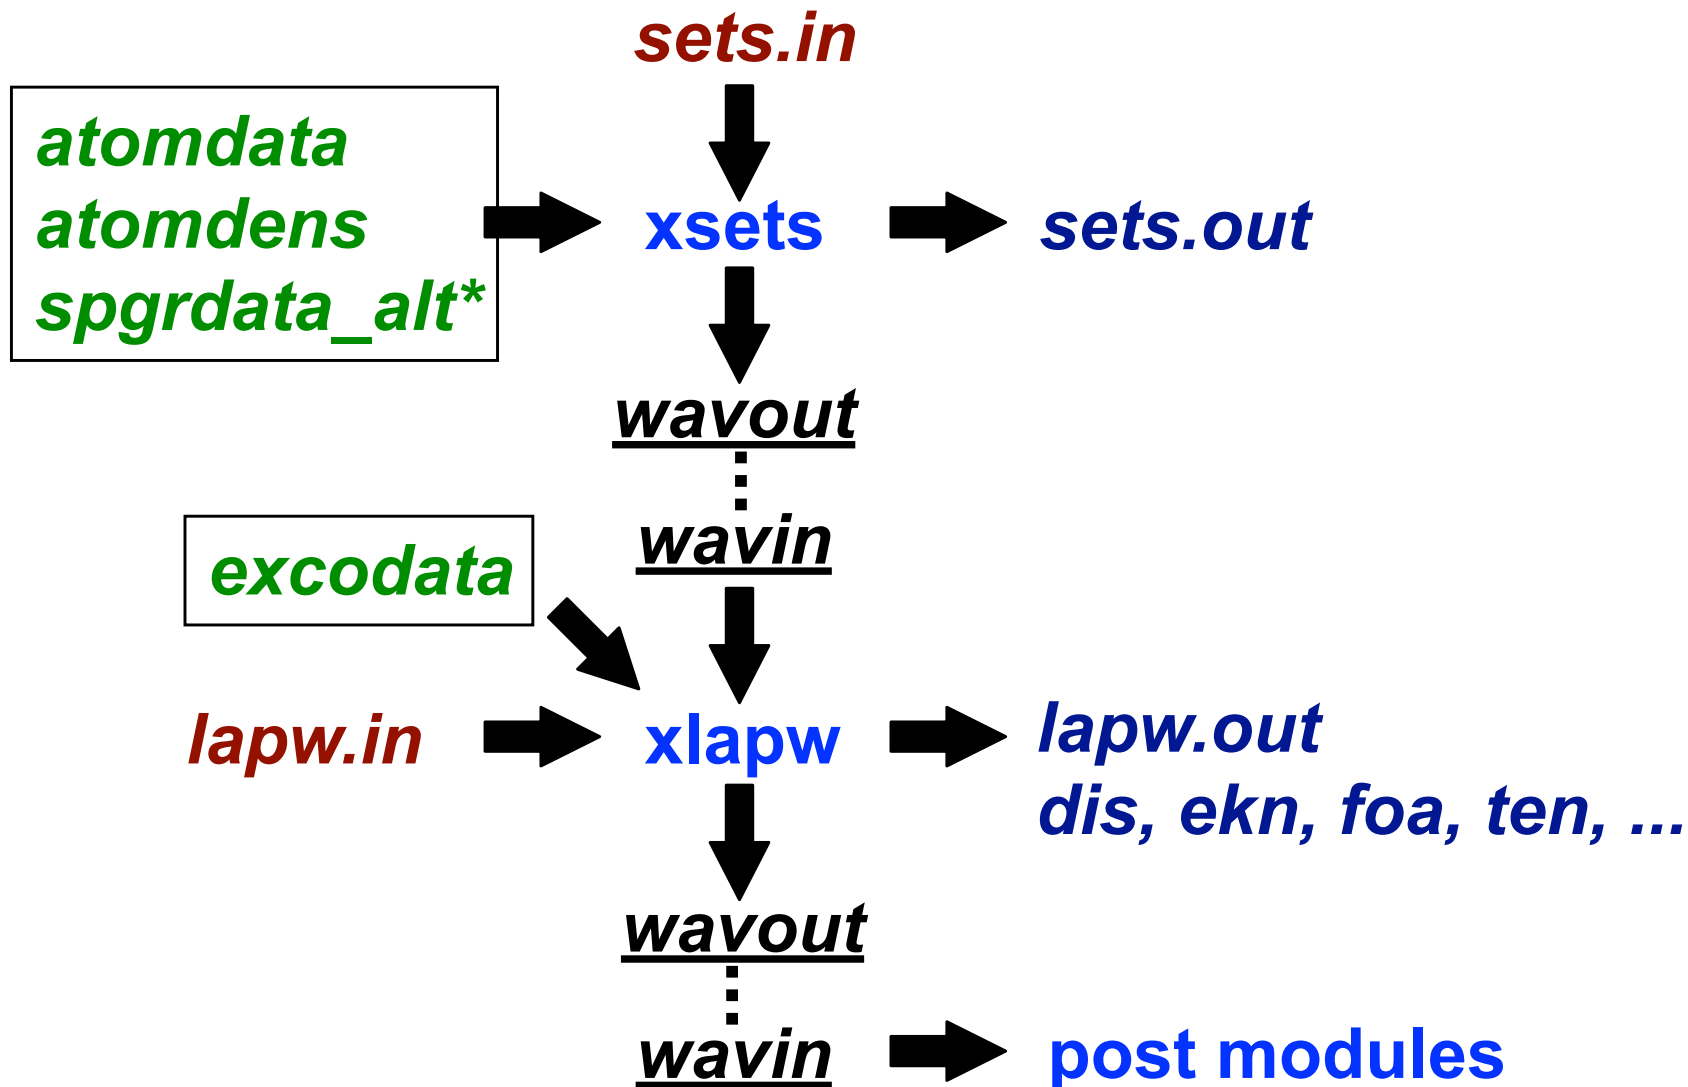 sets.in
atomdata
atomdens
spgrdata_alt*
xsets
sets.out
wavout
wavin
excodata
lapw.in
xlapw
lapw.out
dis, ekn, foa, ten, ...
wavout
wavin
post modules